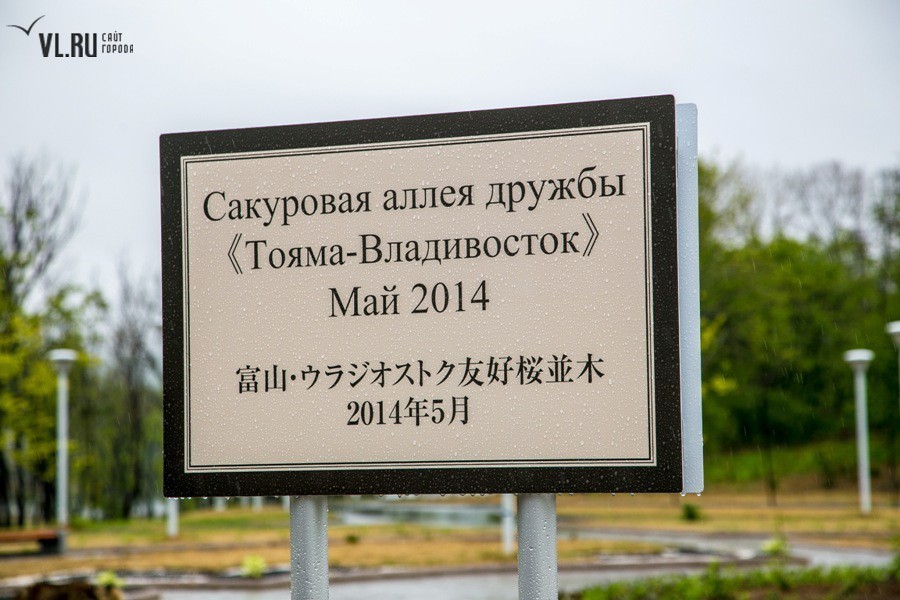 VL.RU САЙТ ГОРОДА
Сакуровая аллея дружбы
《Тояма-Владивосток》
Май 2014
富山・ウラジオストク友好桜並木
2014年5月